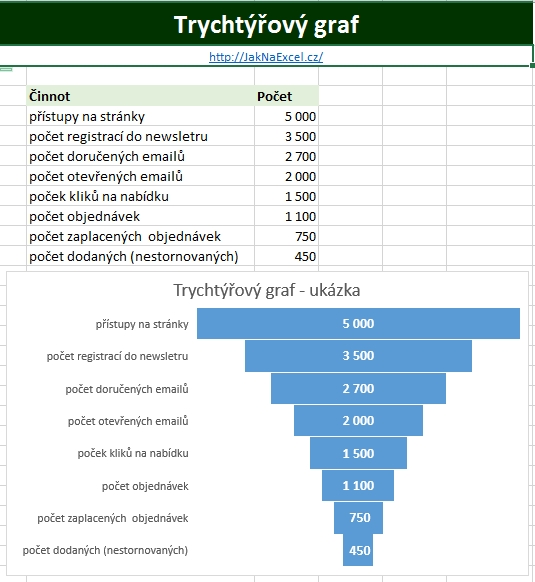 Trychtýřový graf
http://JakNaExcel.cz/
Činnot Počet
přístupy na stránky 5 000
počet registrací do newsletru 3 500
počet doručených emailů 2 700
počet otevřených emailů 2 000
poček kliků na nabídku 1 500
počet objednávek 1 100
počet zaplacených  objednávek 750
počet dodaných (nestornovaných) 450
Trychtýřový graf - ukázka
přístupy na stránky 5 000
počet registrací do newsletru 3 500
počet doručených emailů 2 700
počet otevřených emailů 2 000
poček kliků na nabídku 1 500
počet objednávek 1 100
počet zaplacených  objednávek 750
počet dodaných (nestornovaných) 450